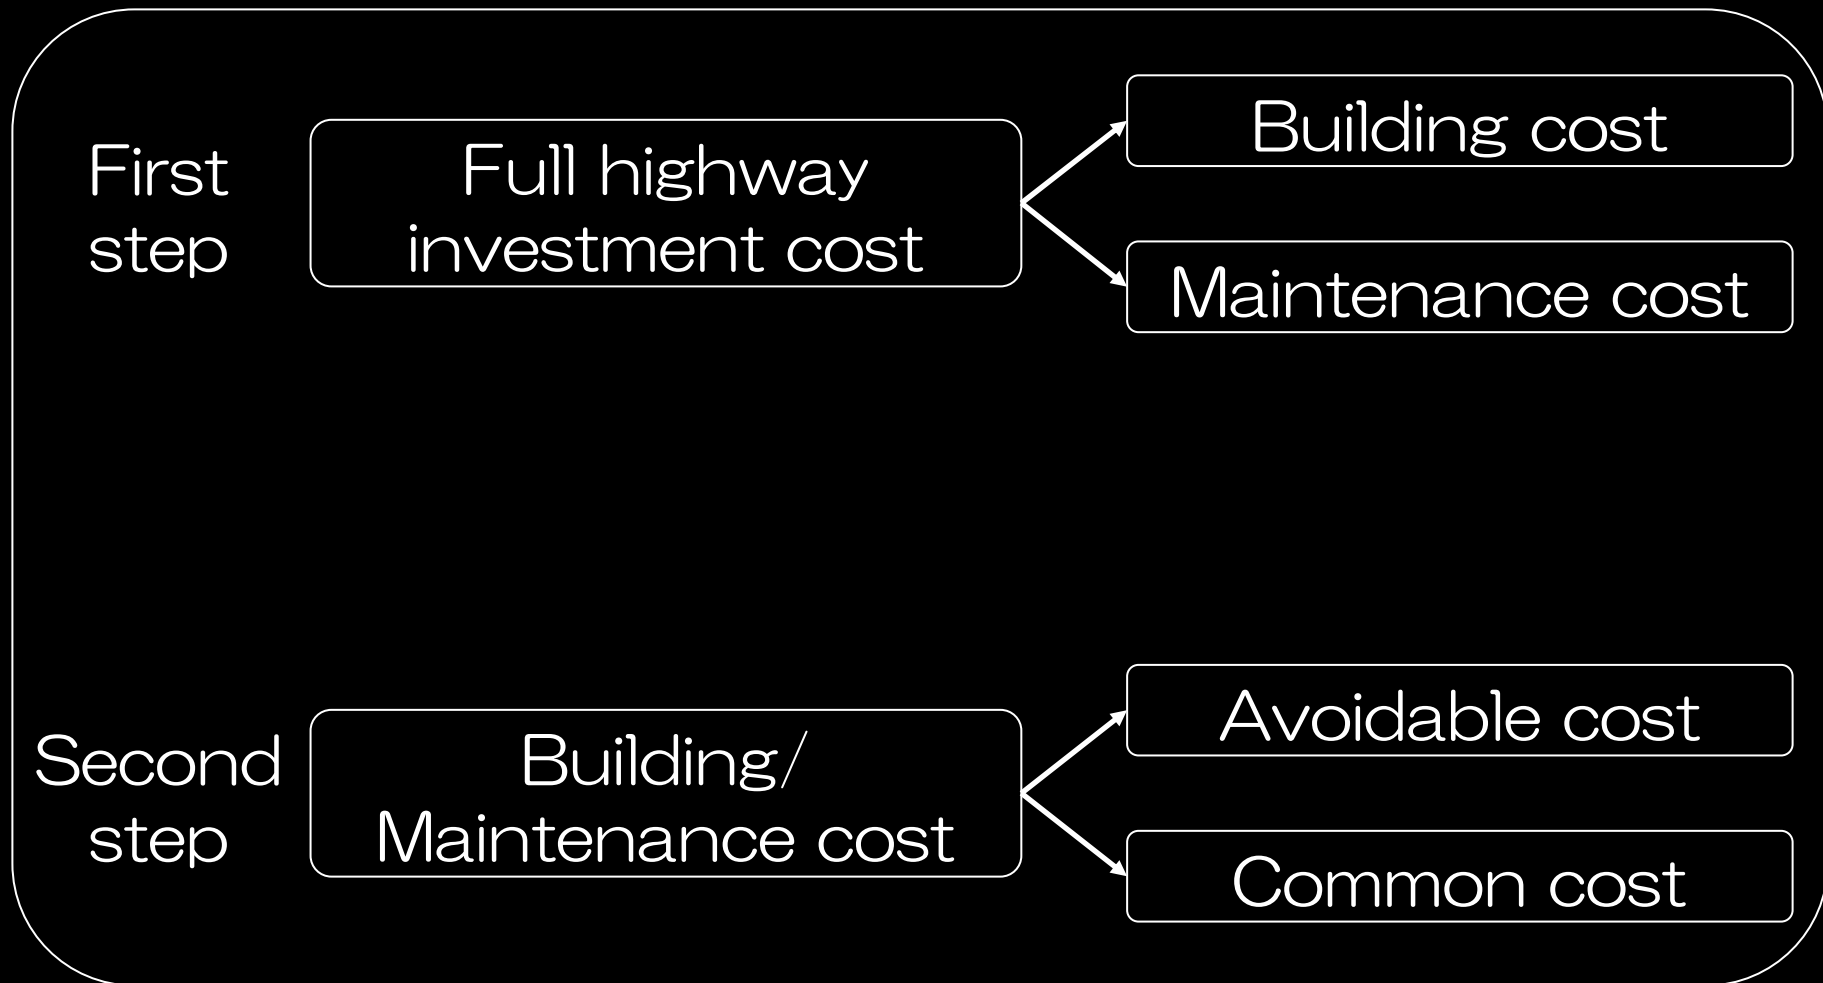 First
step
Full highway
investment cost
Building cost
Maintenance cost
Second
step
Building/
Maintenance cost
Avoidable cost
Common cost